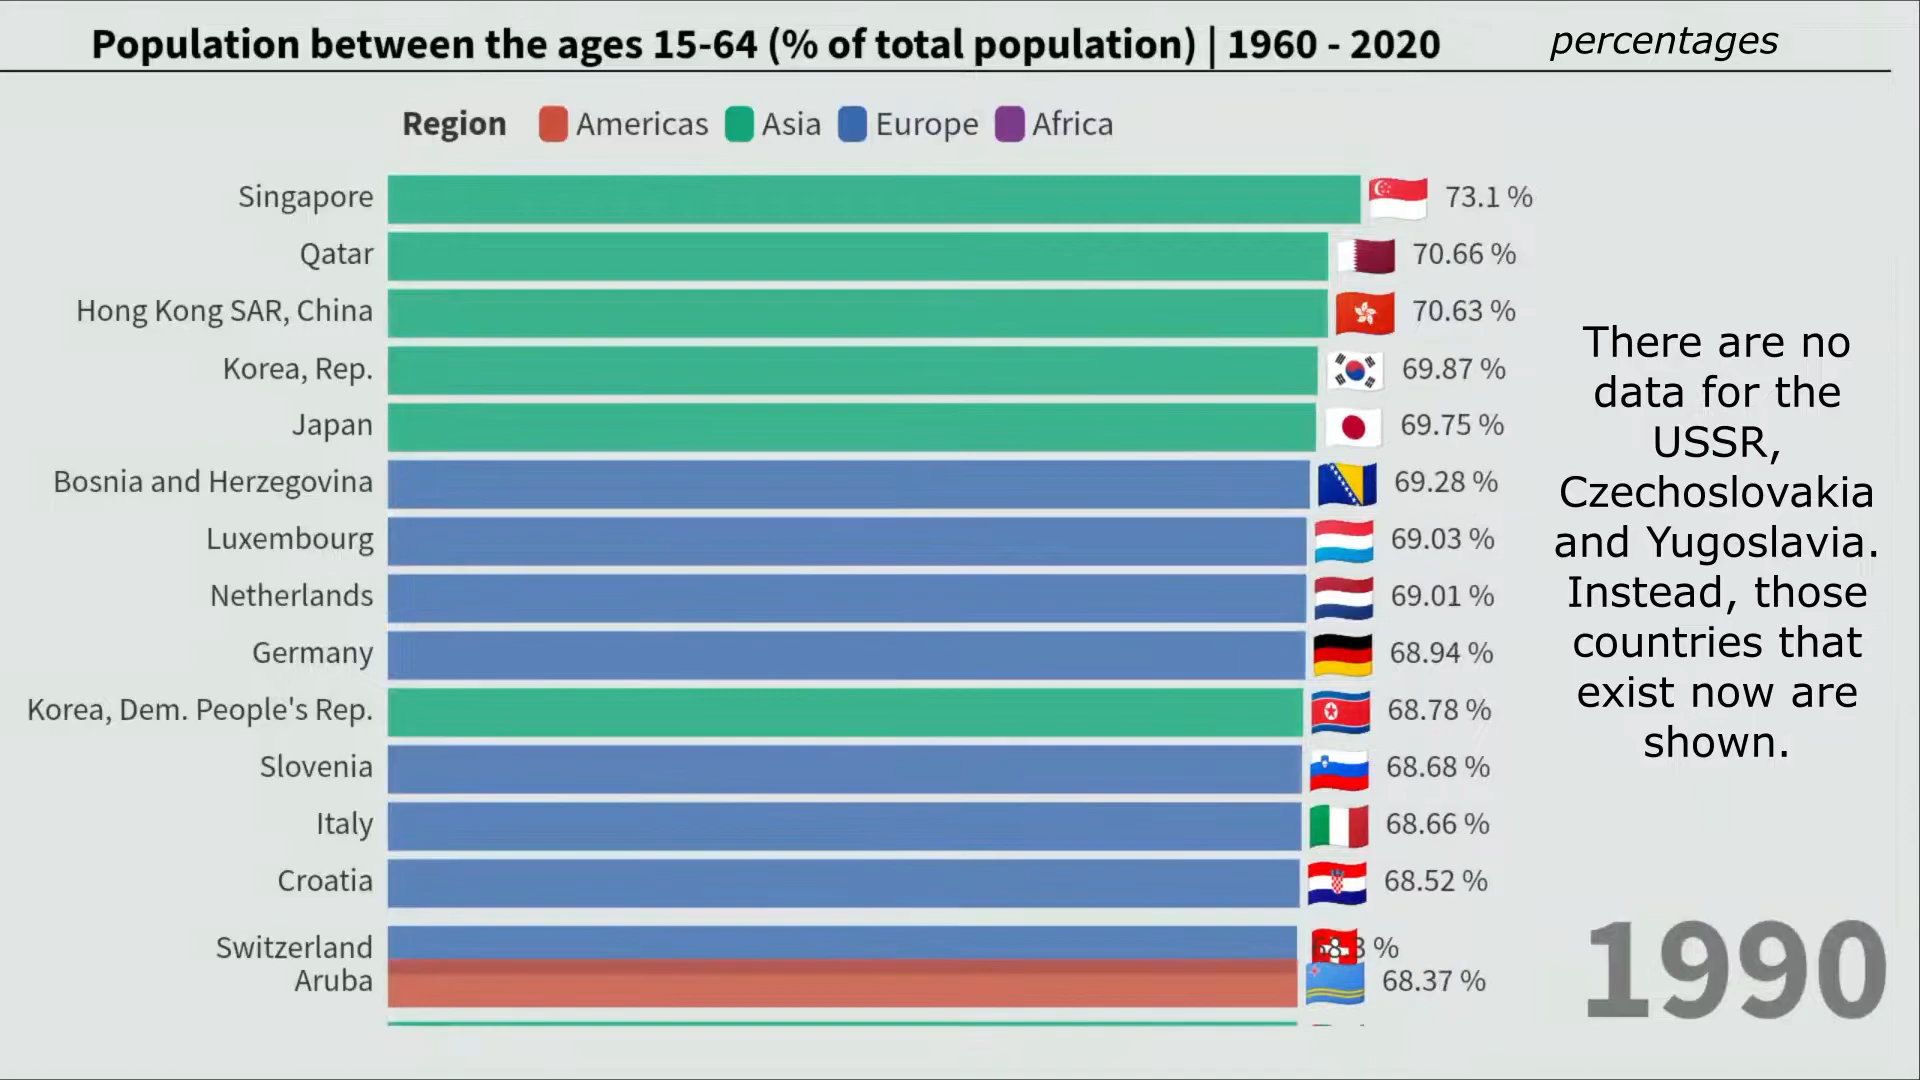 Population between the ages 15-64 (% of total population) | 1960 - 2020
percentages
Region Americas Asia Europe Africa
Singapore 73.1 %
Qatar 70.66 %
Hong Kong SAR, China 70.63 %
Korea, Rep. 69.87 %
Japan 69.75 %
Bosnia and Herzegovina 69.28 %
Luxembourg 69.03 %
Netherlands 69.01 %
Germany 68.94 %
Korea, Dem. People's Rep. 68.78 %
Slovenia 68.68 %
Italy 68.66 %
Croatia 68.52 %
Switzerland %
Aruba 68.37 %
There are no
data for the
USSR,
Czechoslovakia
and Yugoslavia.
Instead, those
countries that
exist now are
shown.
1990